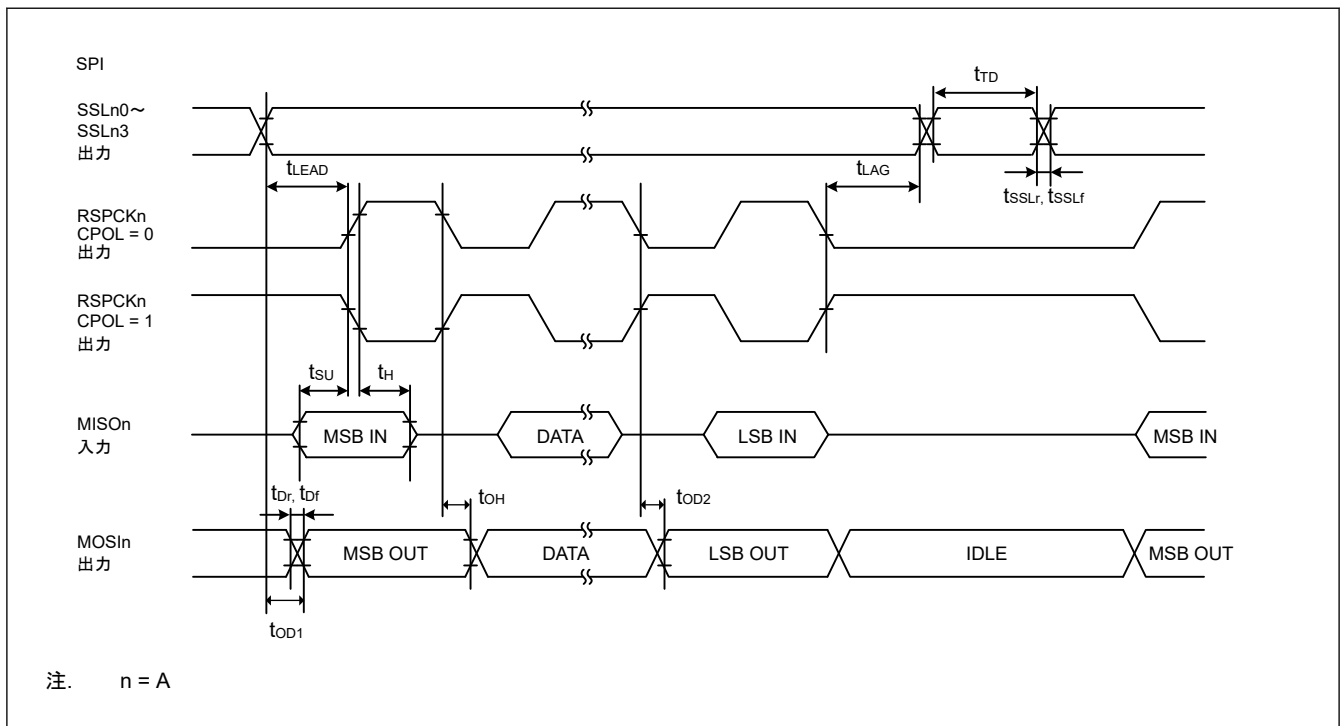 SPI
SSLn0～
SSLn3
出力
tTD
tLEAD
tLAG
tSSLr, tSSLf
RSPCKn
CPOL = 0
出力
RSPCKn
CPOL = 1
出力
tSU
tH
MISOn
入力
MSB IN
DATA
LSB IN
MSB IN
tDr, tDf
tOH
tOD2
MOSIn
出力
MSB OUT
DATA
LSB OUT
IDLE
MSB OUT
tOD1
注. n = A